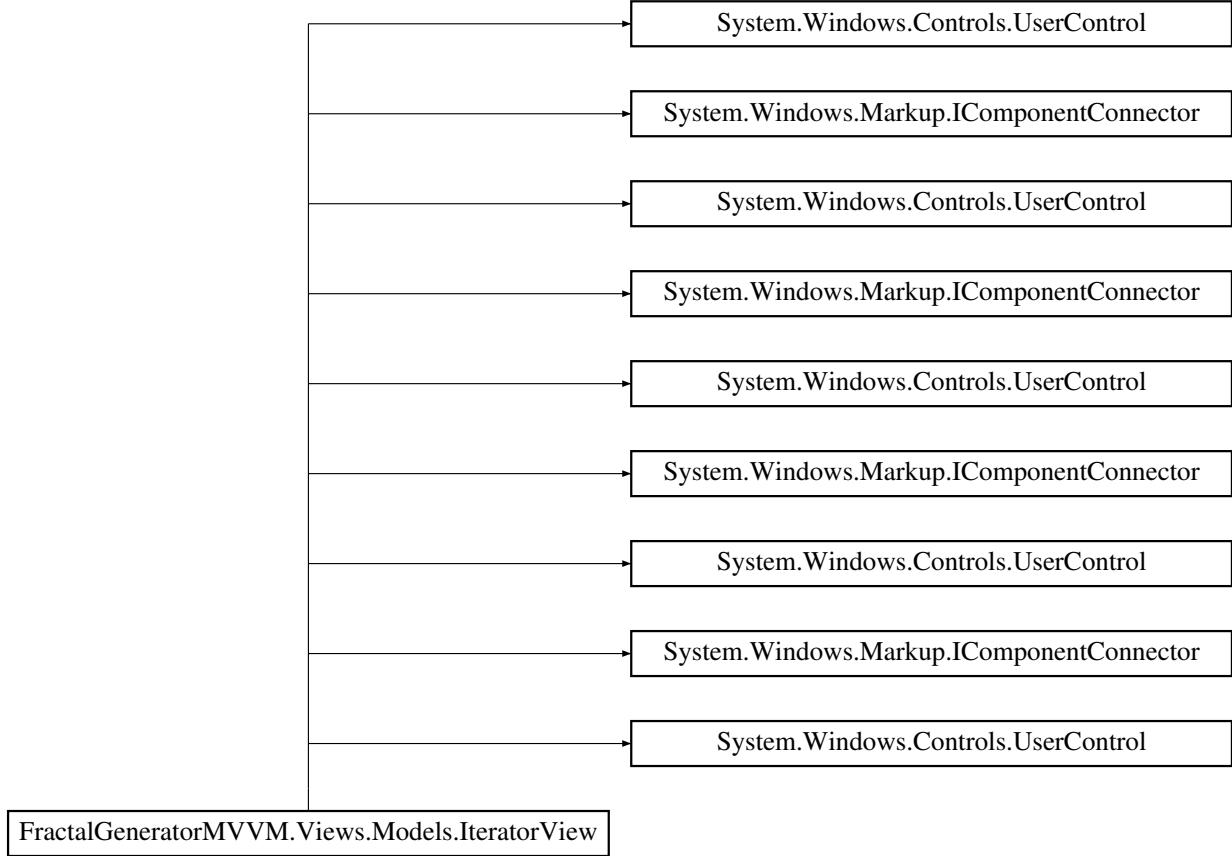 System.Windows.Controls.UserControl
System.Windows.Markup.IComponentConnector
System.Windows.Controls.UserControl
System.Windows.Markup.IComponentConnector
System.Windows.Controls.UserControl
System.Windows.Markup.IComponentConnector
System.Windows.Controls.UserControl
System.Windows.Markup.IComponentConnector
System.Windows.Controls.UserControl
FractalGeneratorMVVM.Views.Models.IteratorView